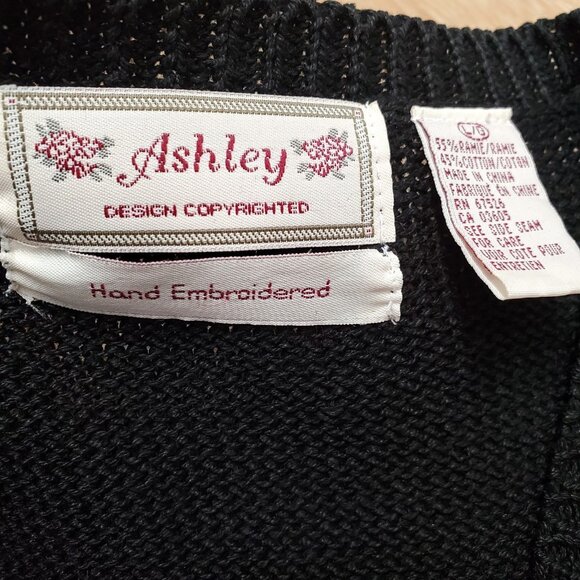 Ashley
DESIGN COPYRIGHTED
Hand Embroidered
L/G
55%RAMIE/RAMIE
45%COTTON/COTON
MADE IN CHINA
FABRIQUE EN CHINE
RN 67526
CA 03605
SEE SIDE SEAM
FOR CARE
VOIR COTE POUR
ENTRETIEN